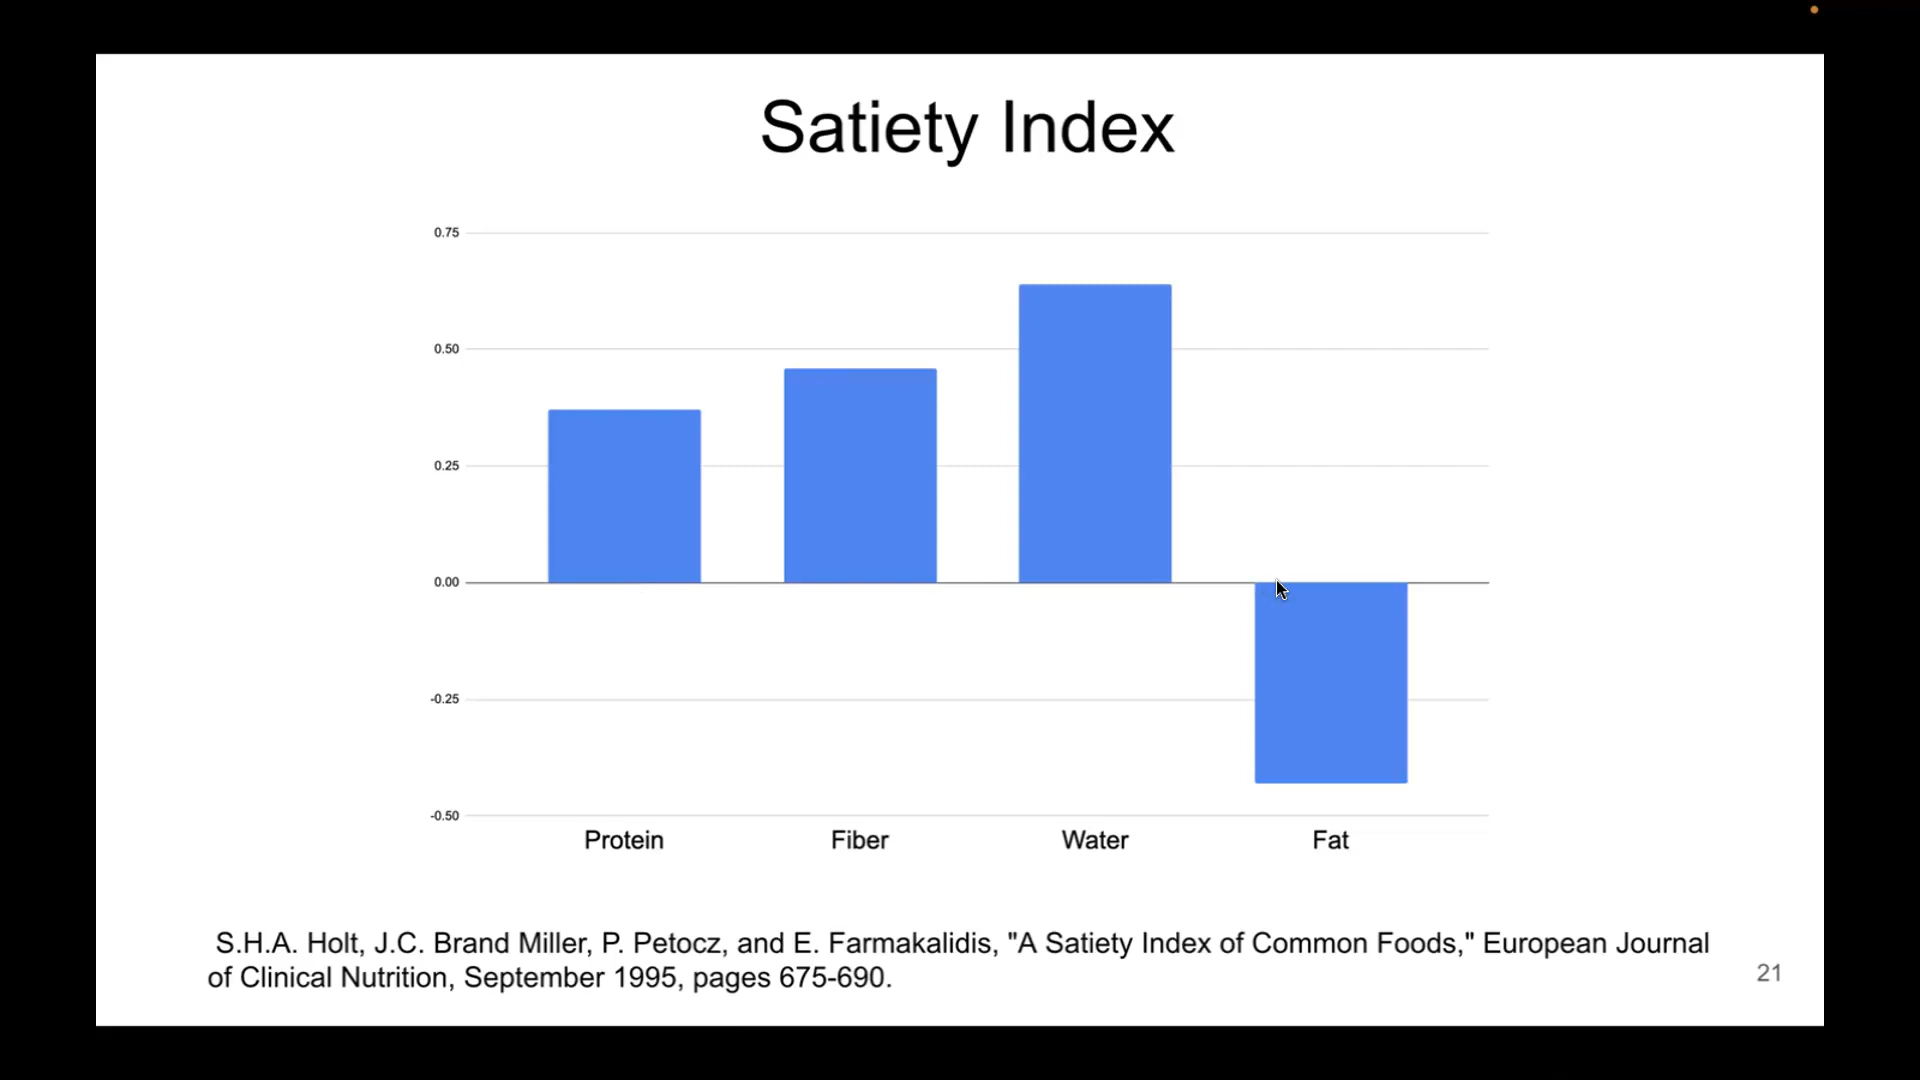 Satiety Index
0.75
0.50
0.25
0.00
-0.25
-0.50
Protein Fiber Water Fat
S.H.A. Holt, J.C. Brand Miller, P. Petocz, and E. Farmakalidis, "A Satiety Index of Common Foods," European Journal
of Clinical Nutrition, September 1995, pages 675-690.
21